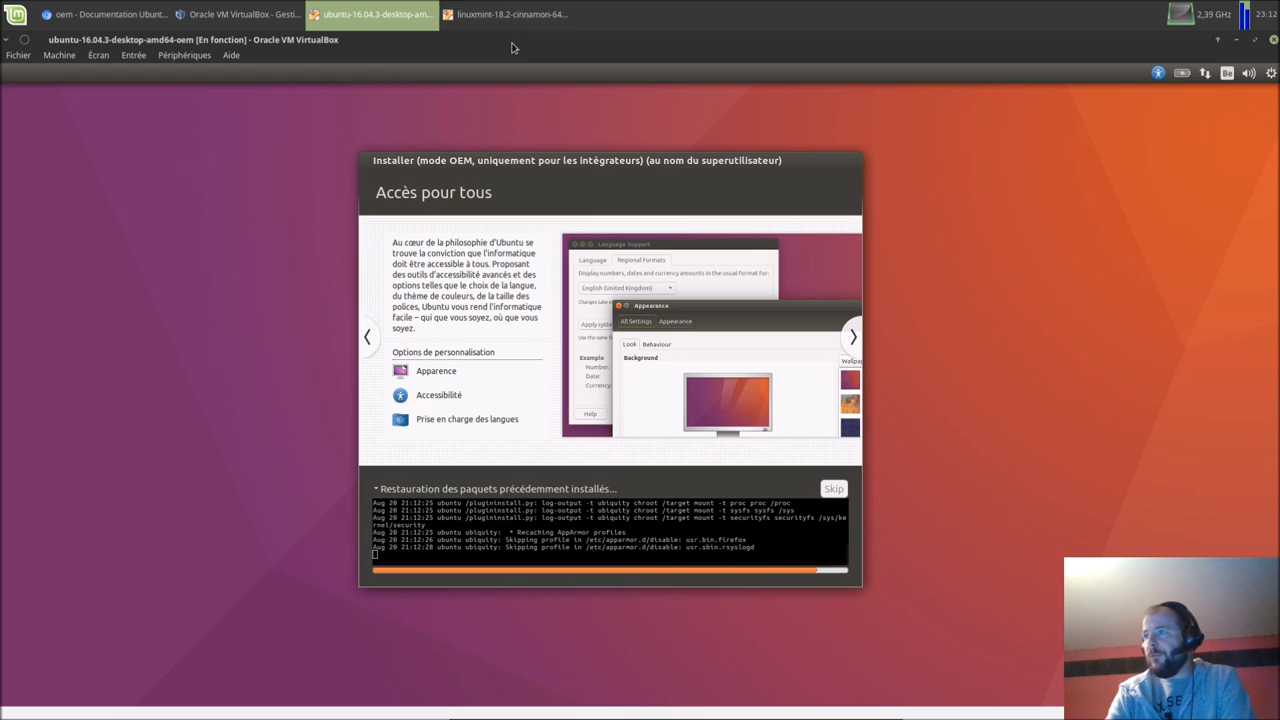 oem - Documentation Ubunt...
Oracle VM VirtualBox - Gesti...
ubuntu-16.04.3-desktop-am...
linuxmint-18.2-cinnamon-64...
2,39 GHz
23:12
ubuntu-16.04.3-desktop-amd64-oem [En fonction] - Oracle VM VirtualBox
Fichier Machine Écran Entrée Périphériques Aide
Be
Installer (mode OEM, uniquement pour les intégrateurs) (au nom du superutilisateur)
Accès pour tous
Au cœur de la philosophie d'Ubuntu se
trouve la conviction que l'informatique
doit être accessible à tous. Proposant
des outils d'accessibilité avancés et des
options telles que le choix de la langue,
du thème de couleurs, de la taille des
polices, Ubuntu vous rend l'informatique
facile – qui que vous soyez, où que vous
soyez.
Options de personnalisation
Apparence
Accessibilité
Prise en charge des langues
Language Support
Language Regional Formats
Display numbers, dates and currency amounts in the usual format for:
English (United Kingdom)
Changes take
Apply syste
Use the same f
Example
Number:
Date:
Currency:
Help
Appearance
All Settings Appearance
Look Behaviour
Background
Wallpap
Restauration des paquets précédemment installés...
Skip
Aug 20 21:12:25 ubuntu /plugininstall.py: log-output -t ubiquity chroot /target mount -t proc proc /proc
Aug 20 21:12:25 ubuntu /plugininstall.py: log-output -t ubiquity chroot /target mount -t sysfs sysfs /sys
Aug 20 21:12:25 ubuntu /plugininstall.py: log-output -t ubiquity chroot /target mount -t securityfs securityfs /sys/ke
rnel/security
Aug 20 21:12:25 ubuntu ubiquity:  * Recaching AppArmor profiles
Aug 20 21:12:26 ubuntu ubiquity: Skipping profile in /etc/apparmor.d/disable: usr.bin.firefox
Aug 20 21:12:28 ubuntu ubiquity: Skipping profile in /etc/apparmor.d/disable: usr.sbin.rsyslogd